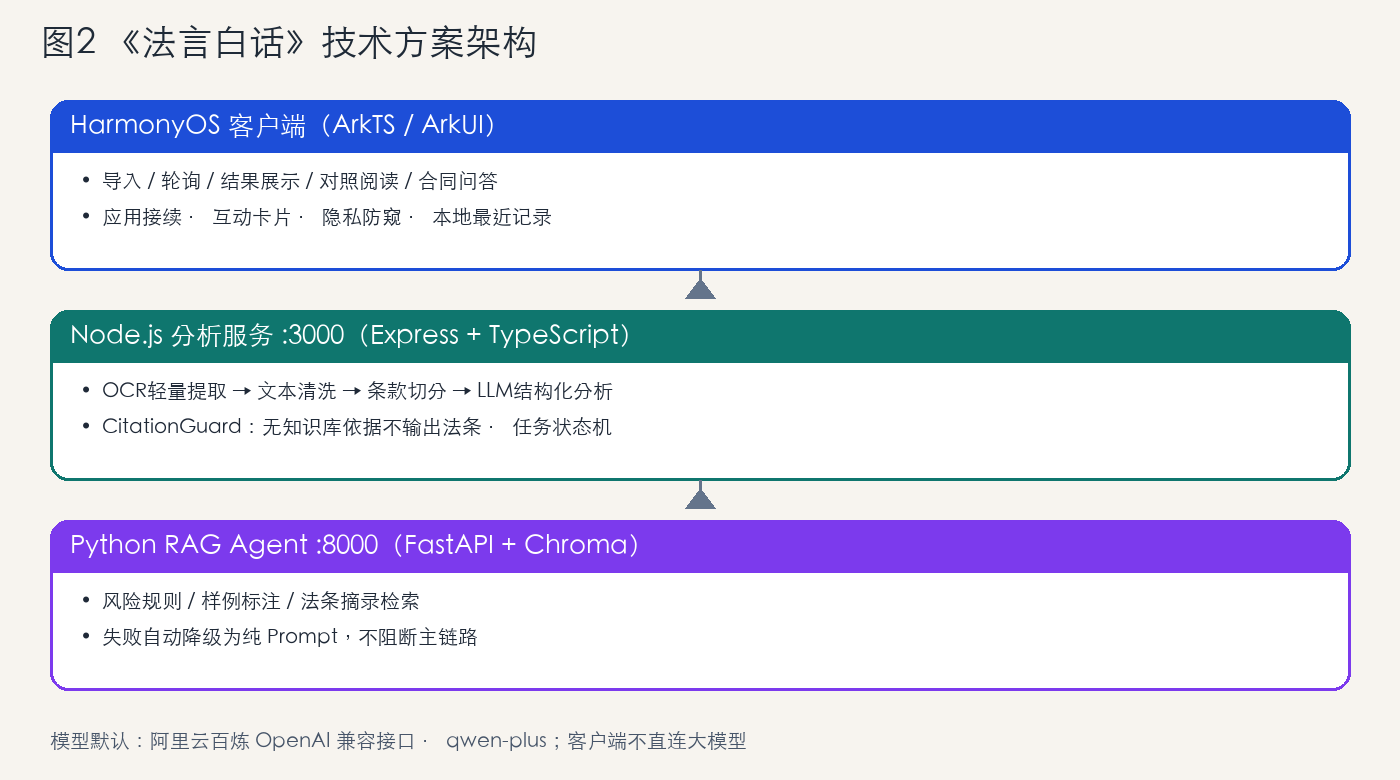 图2 《法言白话》技术方案架构
HarmonyOS 客户端（ArkTS / ArkUI）
• 导入 / 轮询 / 结果展示 / 对照阅读 / 合同问答
• 应用接续 · 互动卡片 · 隐私防窥 · 本地最近记录
Node.js 分析服务 :3000（Express + TypeScript）
• OCR轻量提取 → 文本清洗 → 条款切分 → LLM结构化分析
• CitationGuard：无知识库依据不输出法条 · 任务状态机
Python RAG Agent :8000（FastAPI + Chroma）
• 风险规则 / 样例标注 / 法条摘录检索
• 失败自动降级为纯 Prompt，不阻断主链路
模型默认：阿里云百炼 OpenAI 兼容接口 · qwen-plus；客户端不直连大模型